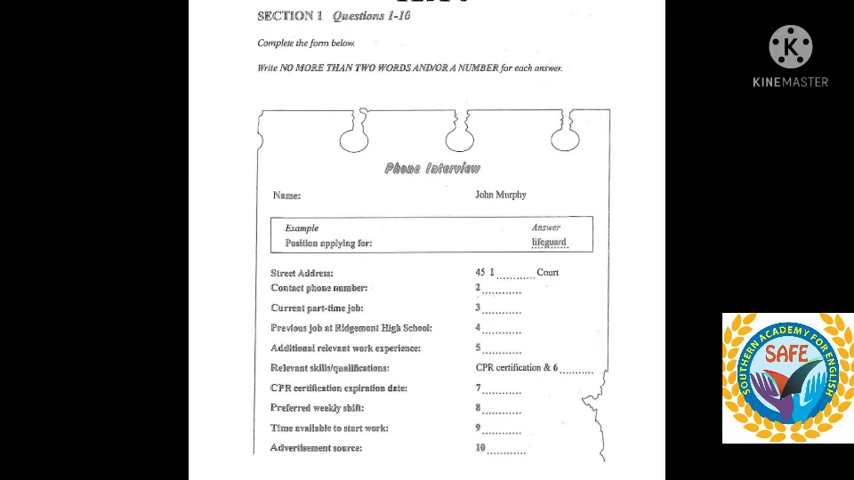 SECTION 1 Questions 1-10
Complete the form below.
Write NO MORE THAN TWO WORDS AND/OR A NUMBER for each answer.
Phone Interview
Name: John Murphy
Example Answer
Position applying for: lifeguard
Street Address: 45 1 ............ Court
Contact phone number: 2 ............
Current part-time job: 3 ............
Previous job at Ridgemont High School: 4 ............
Additional relevant work experience: 5 ............
Relevant skills/qualifications: CPR certification & 6 ............
CPR certification expiration date: 7 ............
Preferred weekly shift: 8 ............
Time available to start work: 9 ............
Advertisement source: 10 ............
K
KINEMASTER
SOUTHERN ACADEMY FOR ENGLISH
SAFE